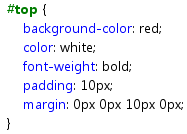 #top {
    background-color: red;
    color: white;
    font-weight: bold;
    padding: 10px;
    margin: 0px 0px 10px 0px;
}